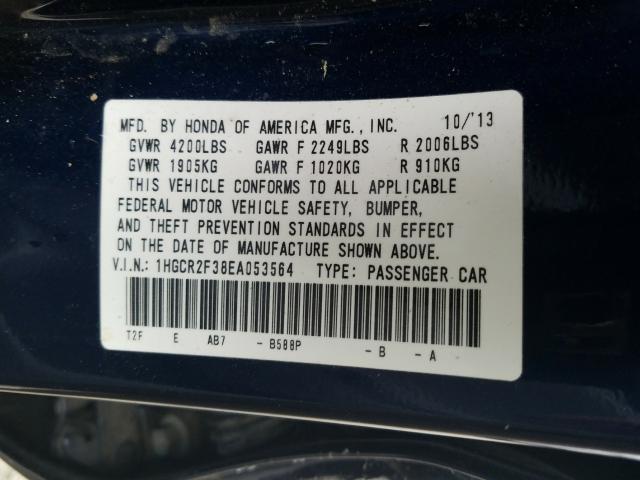 MFD. BY HONDA OF AMERICA MFG., INC. 10/'13
GVWR 4200LBS GAWR F 2249LBS R 2006LBS
GVWR 1905KG GAWR F 1020KG R 910KG
THIS VEHICLE CONFORMS TO ALL APPLICABLE
FEDERAL MOTOR VEHICLE SAFETY, BUMPER,
AND THEFT PREVENTION STANDARDS IN EFFECT
ON THE DATE OF MANUFACTURE SHOWN ABOVE.
V.I.N.: 1HGCR2F38EA053564 TYPE: PASSENGER CAR
T2F E AB7 - B588P - B - A